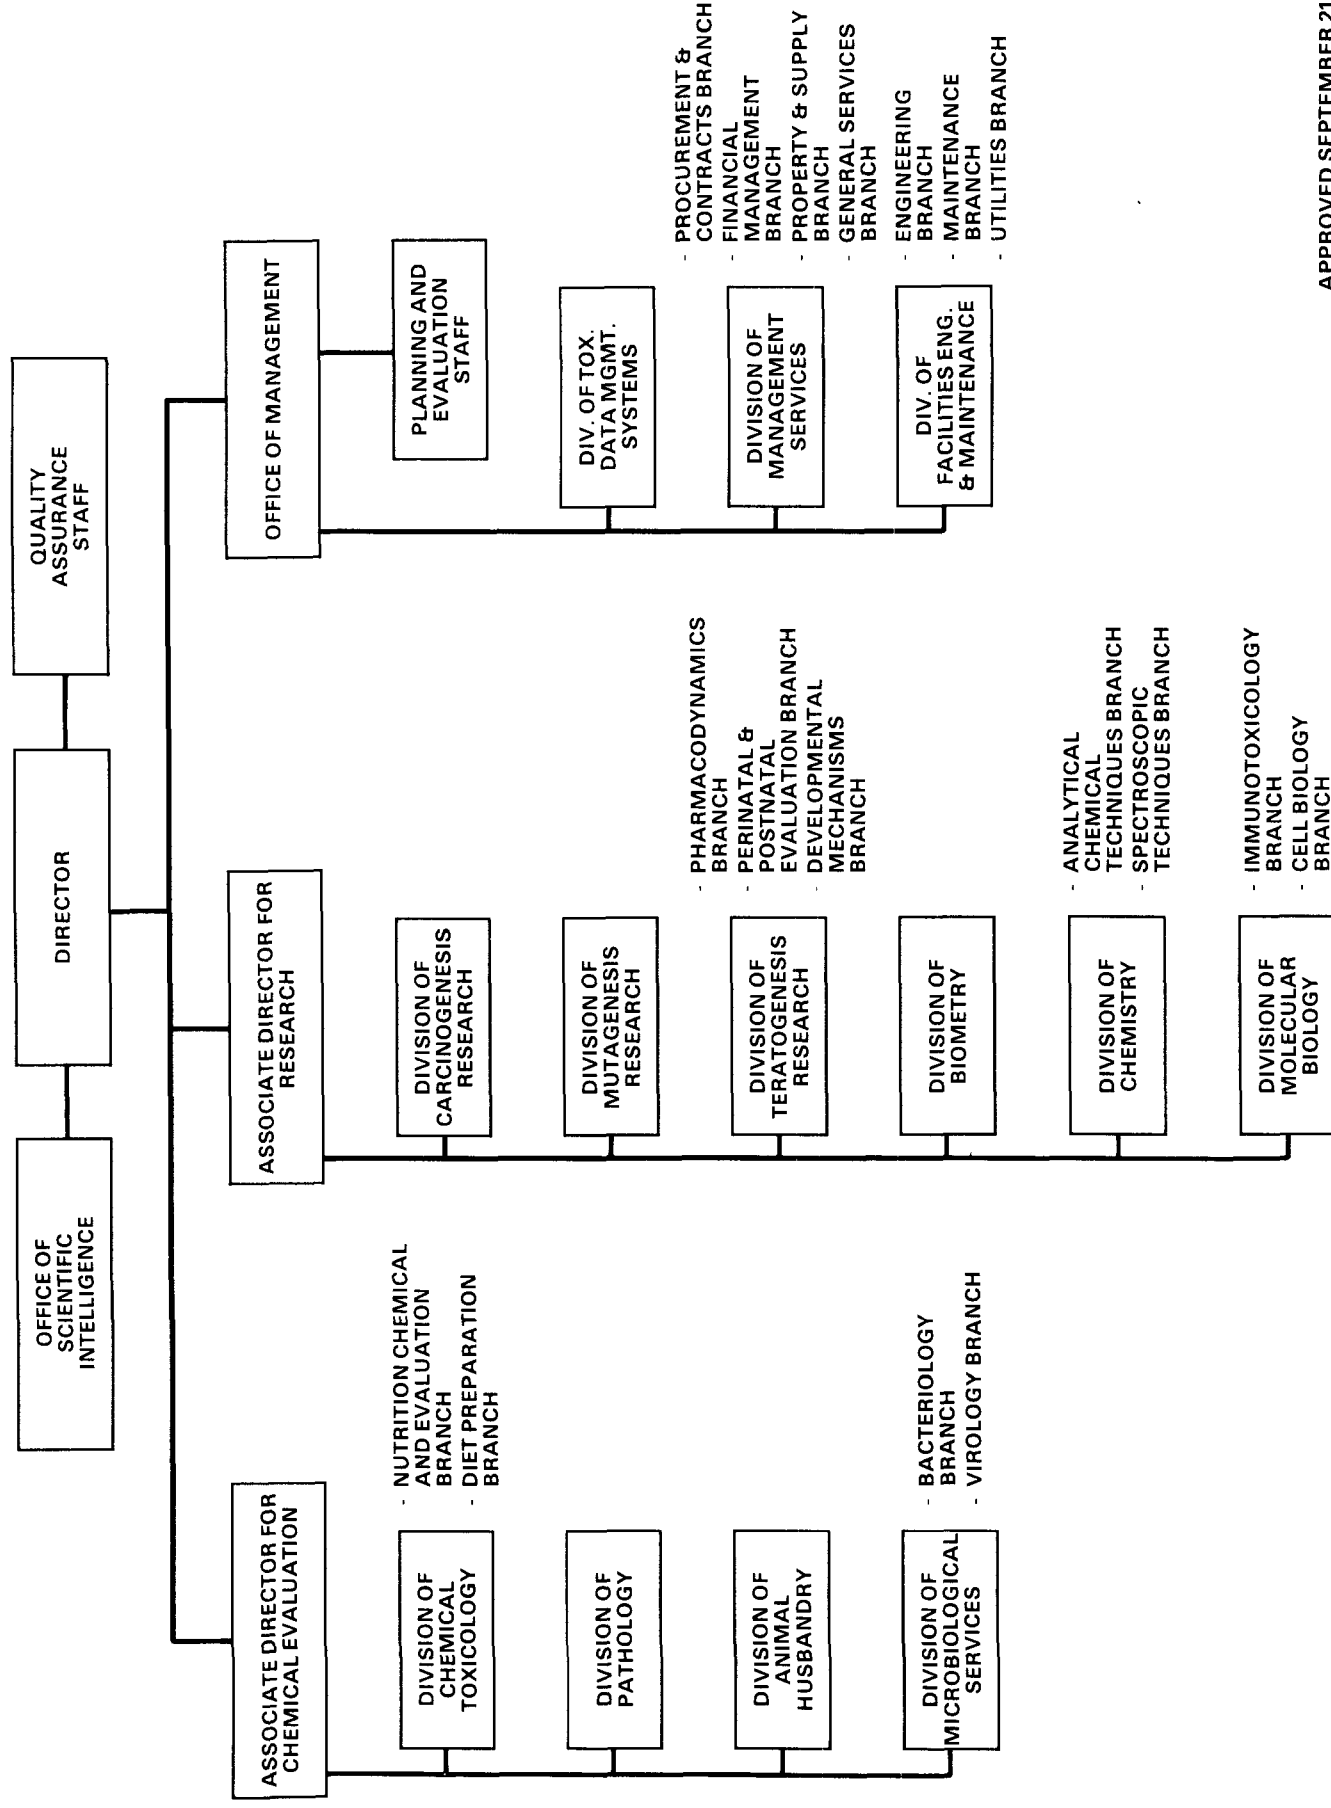 OFFICE OF
SCIENTIFIC
INTELLIGENCE
DIRECTOR
QUALITY
ASSURANCE
STAFF
ASSOCIATE DIRECTOR FOR
CHEMICAL EVALUATION
DIVISION OF
CHEMICAL
TOXICOLOGY
- NUTRITION CHEMICAL
AND EVALUATION
BRANCH
- DIET PREPARATION
BRANCH
DIVISION OF
PATHOLOGY
DIVISION OF
ANIMAL
HUSBANDRY
DIVISION OF
MICROBIOLOGICAL
SERVICES
- BACTERIOLOGY
BRANCH
- VIROLOGY BRANCH
ASSOCIATE DIRECTOR FOR
RESEARCH
DIVISION OF
CARCINOGENESIS
RESEARCH
DIVISION OF
MUTAGENESIS
RESEARCH
DIVISION OF
TERATOGENESIS
RESEARCH
- PHARMACODYNAMICS
BRANCH
- PERINATAL &
POSTNATAL
EVALUATION BRANCH
- DEVELOPMENTAL
MECHANISMS
BRANCH
DIVISION OF
BIOMETRY
DIVISION OF
CHEMISTRY
- ANALYTICAL
CHEMICAL
TECHNIQUES BRANCH
- SPECTROSCOPIC
TECHNIQUES BRANCH
DIVISION OF
MOLECULAR
BIOLOGY
- IMMUNOTOXICOLOGY
BRANCH
- CELL BIOLOGY
BRANCH
OFFICE OF MANAGEMENT
PLANNING AND
EVALUATION
STAFF
DIV. OF TOX.
DATA MGMT.
SYSTEMS
DIVISION OF
MANAGEMENT
SERVICES
- PROCUREMENT &
CONTRACTS BRANCH
- FINANCIAL
MANAGEMENT
BRANCH
- PROPERTY & SUPPLY
BRANCH
- GENERAL SERVICES
BRANCH
DIV. OF
FACILITIES ENG.
& MAINTENANCE
- ENGINEERING
BRANCH
- MAINTENANCE
BRANCH
- UTILITIES BRANCH
APPROVED SEPTEMBER 21